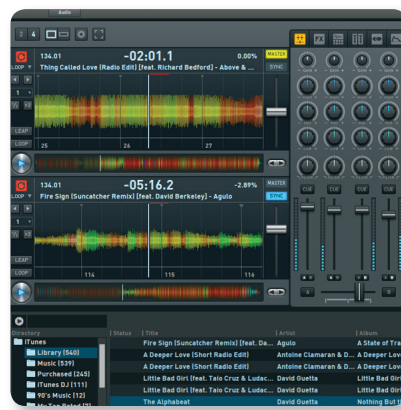 Audio
2 4
LOOP
134.01
-02:01.1
0.00%
MASTER
Thing Called Love (Radio Edit) [feat. Richard Bedford] - Above & ...
SYNC
1
LEAP
LOOP
25 26 27
LOOP
134.01
-05:16.2
-2.89%
MASTER
Fire Sign (Suncatcher Remix) [feat. David Berkeley] - Agulo
SYNC
1
LEAP
LOOP
114 115 116
FX
CUE CUE CUE CUE
A B
Directory | Status | Title | Artist | Album
iTunes
Fire Sign (Suncatcher Remix) [feat. Da... Agulo A State of Tra
Library (540)
A Deeper Love (Short Radio Edit) Antoine Clamaran & D... A Deeper Love
Music (539)
A Deeper Love (Short Radio Edit) Antoine Clamaran & D... A Deeper Love
Purchased (245)
Little Bad Girl (feat. Taio Cruz & Ludac... David Guetta Little Bad Girl
iTunes DJ (111)
Little Bad Girl (feat. Taio Cruz & Ludac... David Guetta Little Bad Girl
90's Music (12)
The Alphabeat David Guetta Nothing But t